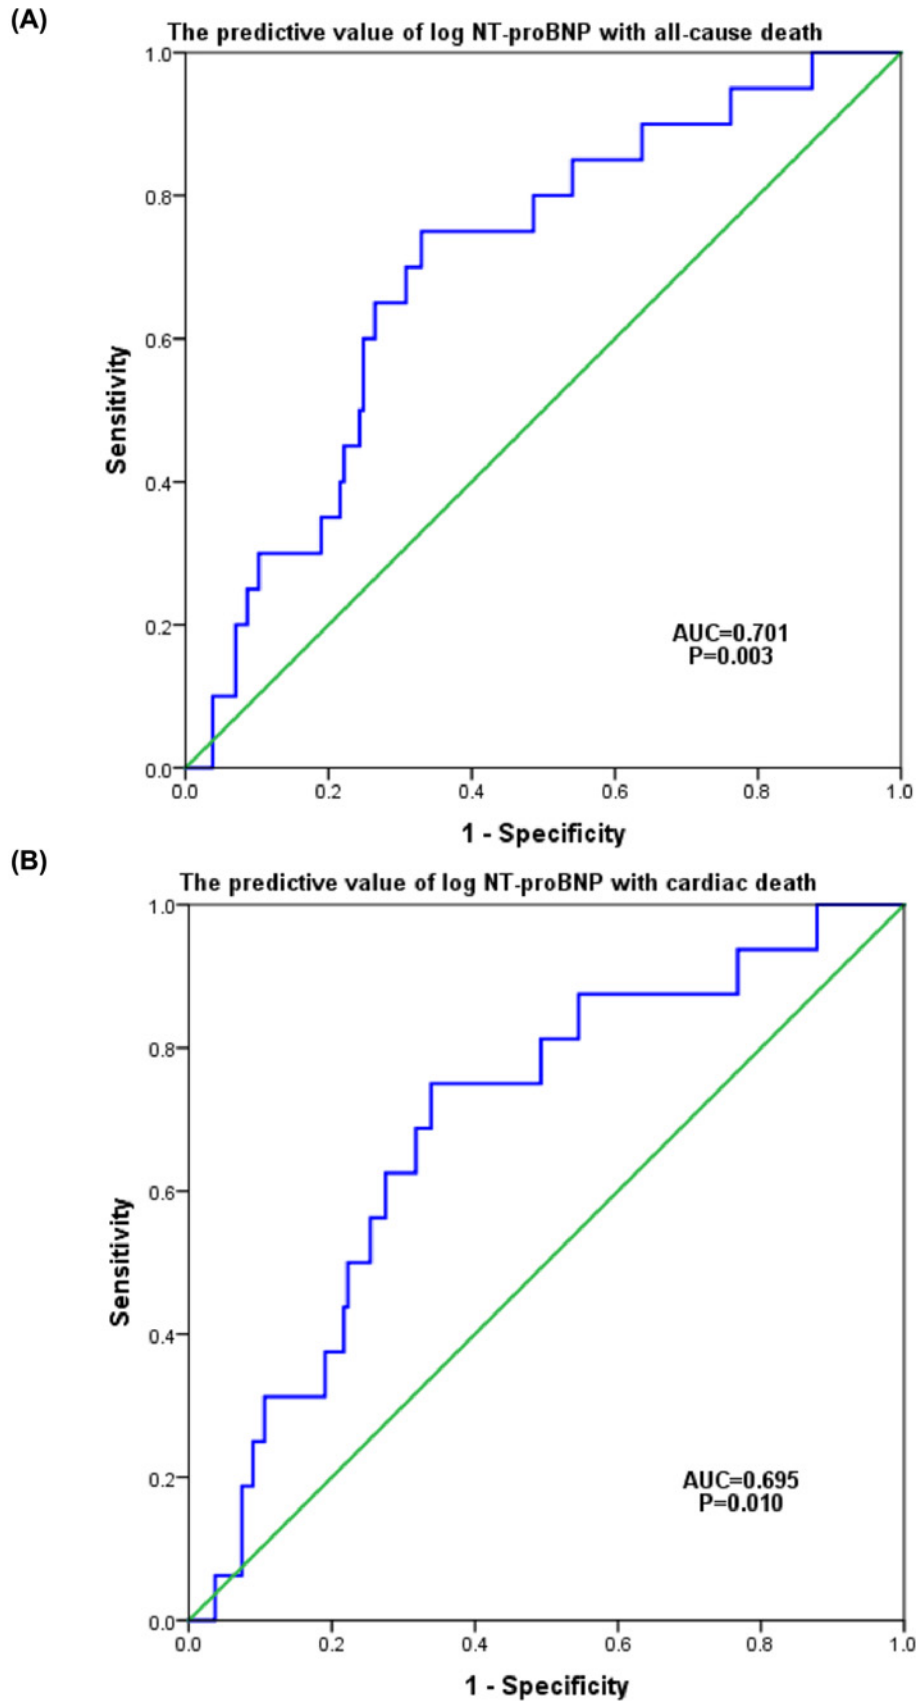 (A)
The predictive value of log NT-proBNP with all-cause death
1.0
0.8
0.6
0.4
0.2
0.0
Sensitivity
AUC=0.701
P=0.003
0.0 0.2 0.4 0.6 0.8 1.0
1 - Specificity
(B)
The predictive value of log NT-proBNP with cardiac death
1.0
0.8
0.6
0.4
0.2
0.0
Sensitivity
AUC=0.695
P=0.010
0.0 0.2 0.4 0.6 0.8 1.0
1 - Specificity